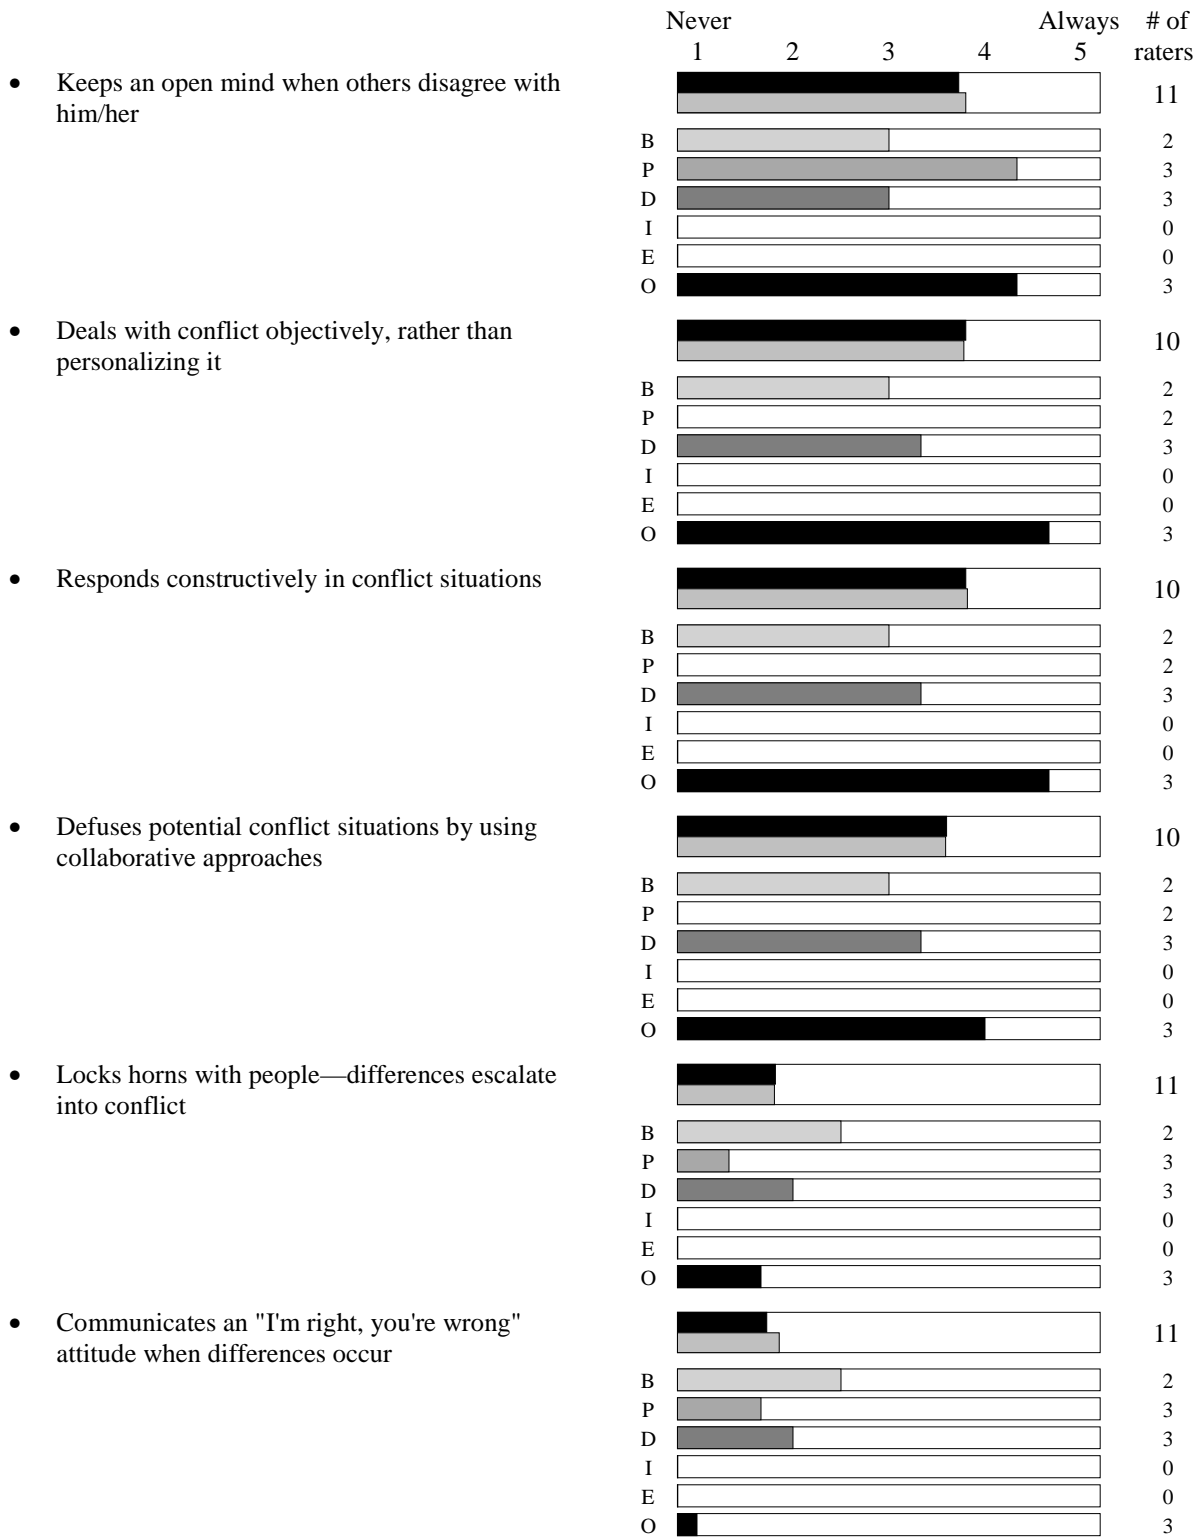 Never Always # of
1 2 3 4 5 raters
• Keeps an open mind when others disagree with
him/her
11
B 2
P 3
D 3
I 0
E 0
O 3
• Deals with conflict objectively, rather than
personalizing it
10
B 2
P 2
D 3
I 0
E 0
O 3
• Responds constructively in conflict situations
10
B 2
P 2
D 3
I 0
E 0
O 3
• Defuses potential conflict situations by using
collaborative approaches
10
B 2
P 2
D 3
I 0
E 0
O 3
• Locks horns with people—differences escalate
into conflict
11
B 2
P 3
D 3
I 0
E 0
O 3
• Communicates an "I'm right, you're wrong"
attitude when differences occur
11
B 2
P 3
D 3
I 0
E 0
O 3